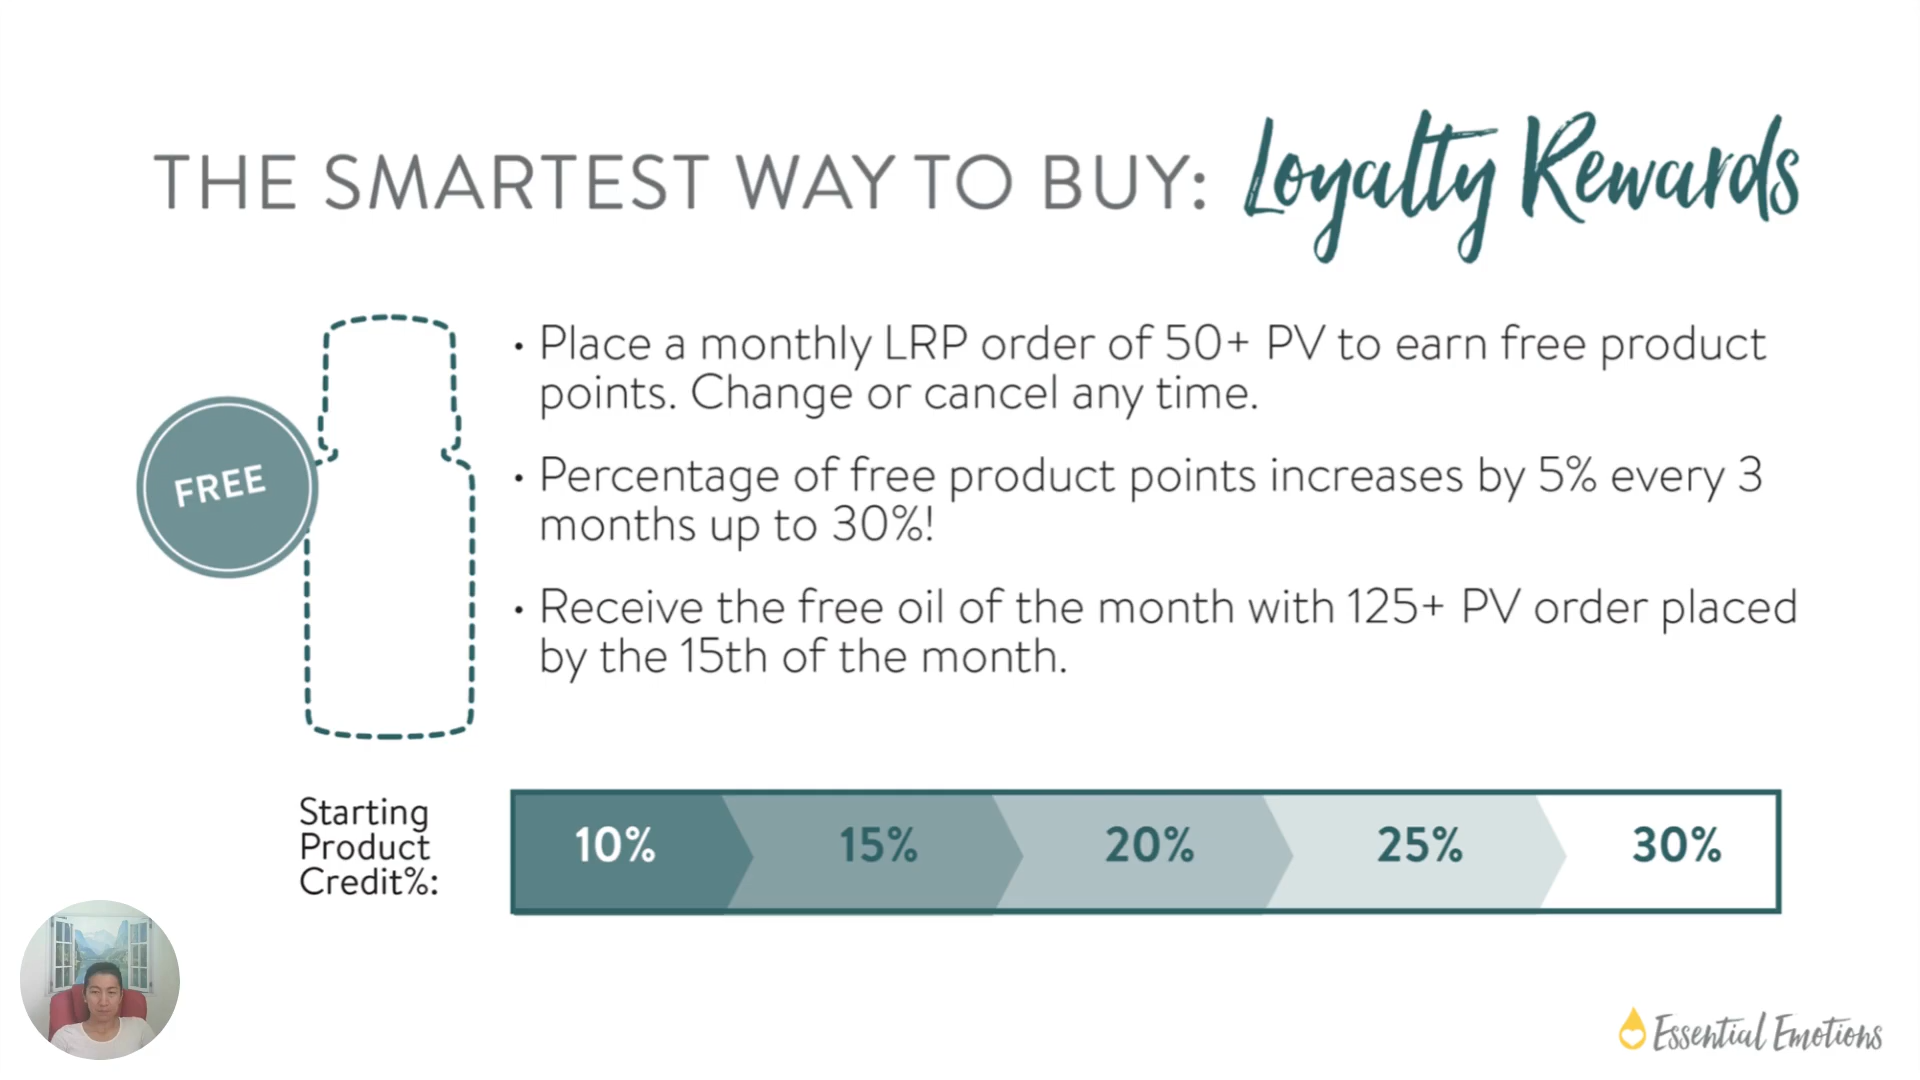 THE SMARTEST WAY TO BUY: Loyalty Rewards
FREE
• Place a monthly LRP order of 50+ PV to earn free product
points. Change or cancel any time.
• Percentage of free product points increases by 5% every 3
months up to 30%!
• Receive the free oil of the month with 125+ PV order placed
by the 15th of the month.
Starting
Product
Credit%:
10% 15% 20% 25% 30%
Essential Emotions